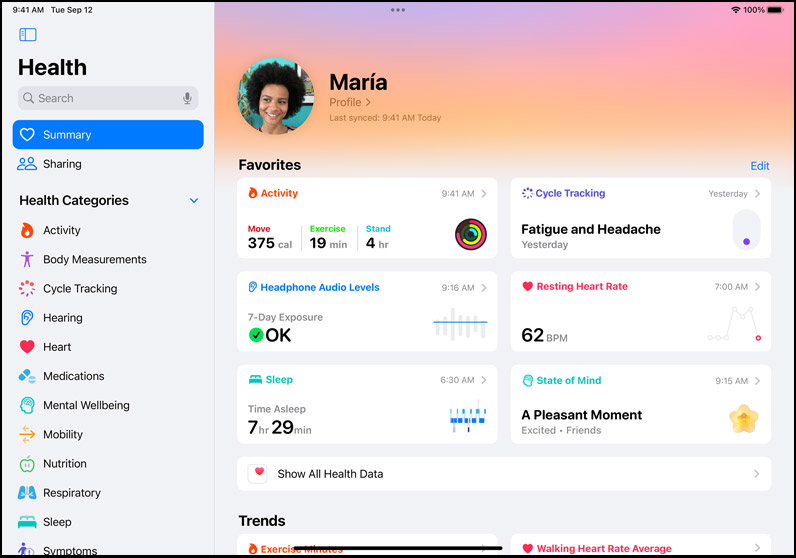 9:41 AM Tue Sep 12
100%
Health
Search
Summary
Sharing
Health Categories
Activity
Body Measurements
Cycle Tracking
Hearing
Heart
Medications
Mental Wellbeing
Mobility
Nutrition
Respiratory
Sleep
Symptoms
María
Profile
Last synced: 9:41 AM Today
Favorites
Edit
Activity
9:41 AM
Move Exercise Stand
375 cal 19 min 4 hr
Cycle Tracking
Yesterday
Fatigue and Headache
Yesterday
Headphone Audio Levels
9:16 AM
7-Day Exposure
OK
Resting Heart Rate
7:00 AM
62 BPM
Sleep
6:30 AM
Time Asleep
7 hr 29 min
State of Mind
9:15 AM
A Pleasant Moment
Excited • Friends
Show All Health Data
Trends
Exercise Minutes
Walking Heart Rate Average